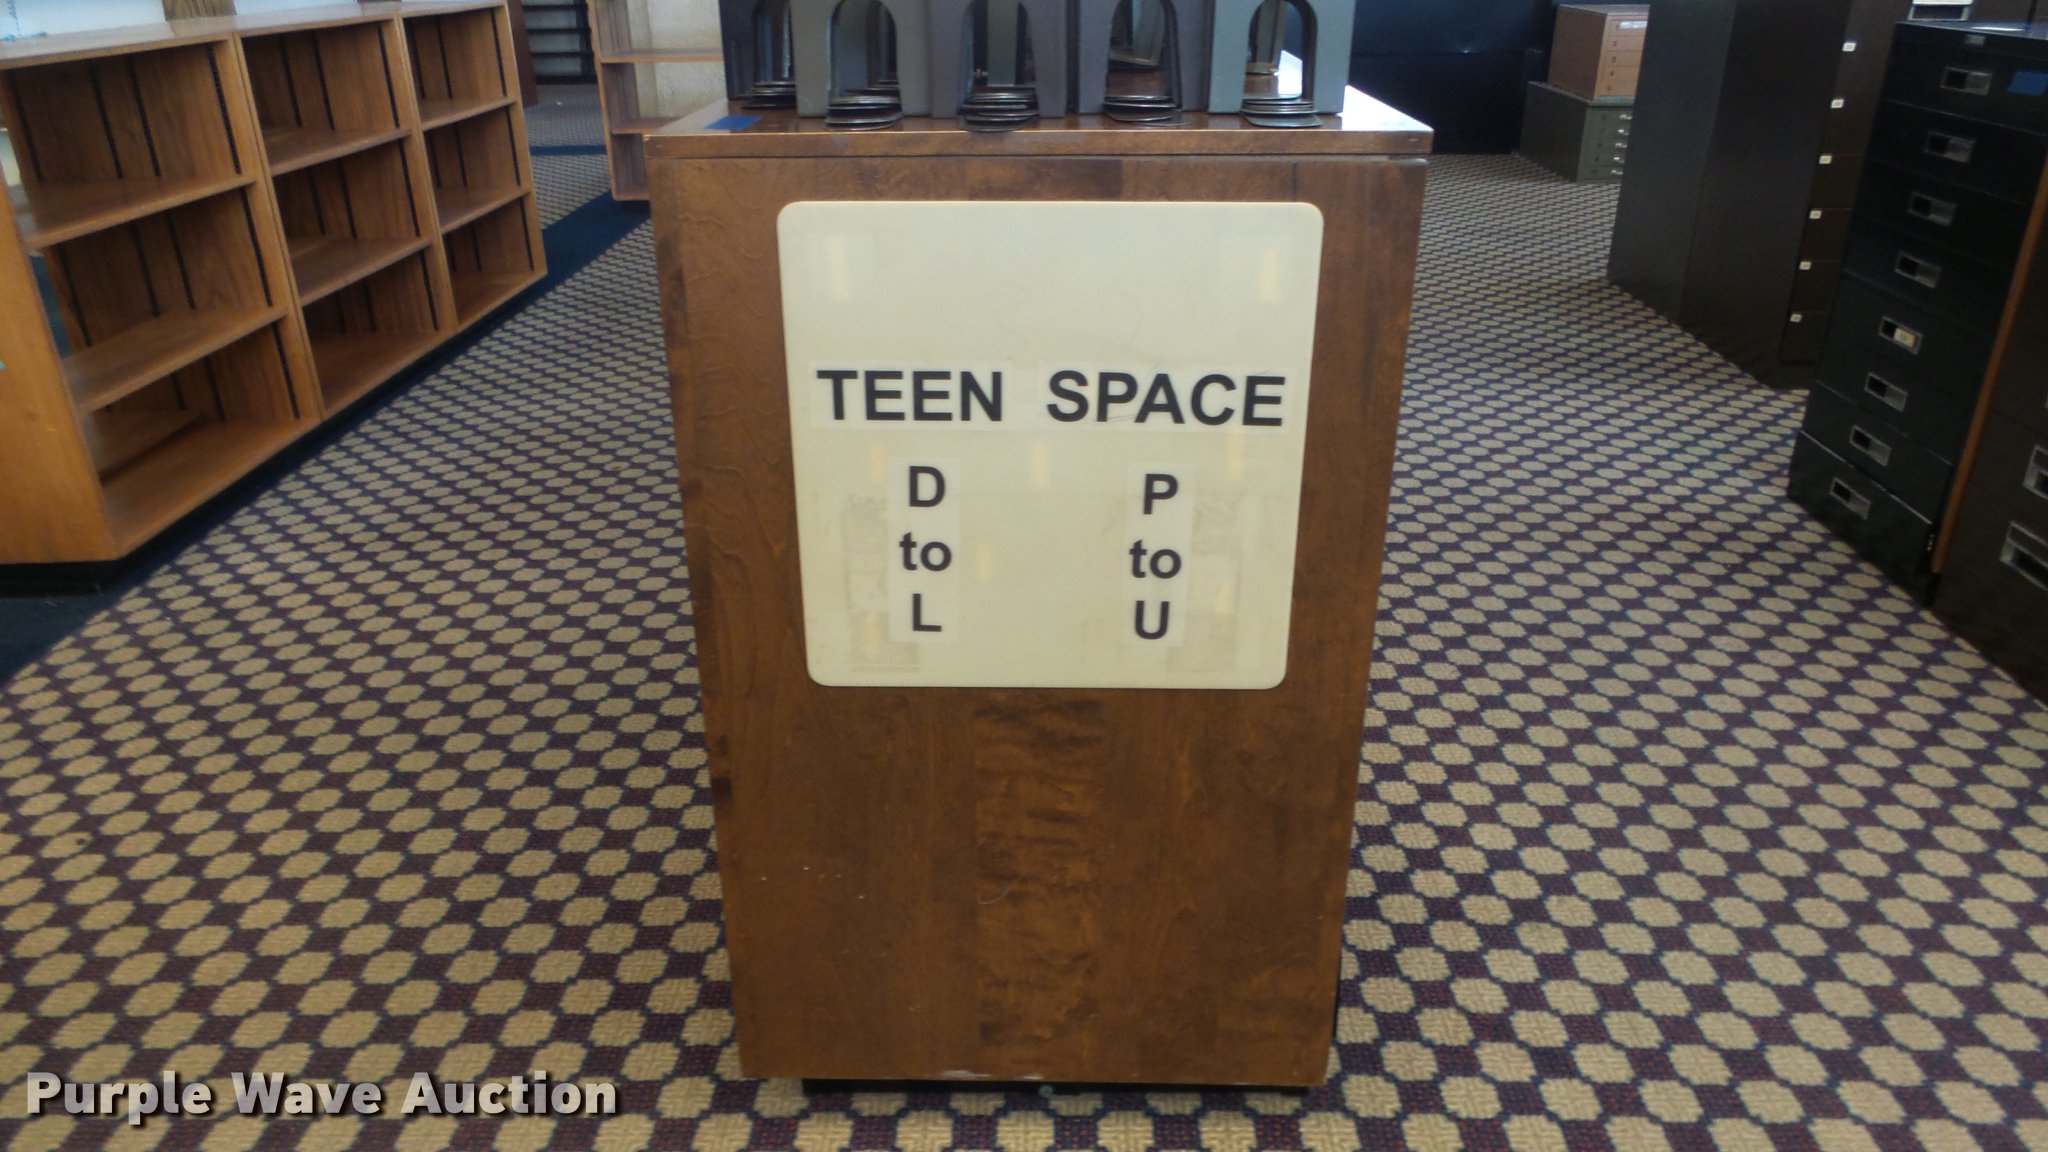 TEEN SPACE
D P
to to
L U
Purple Wave Auction